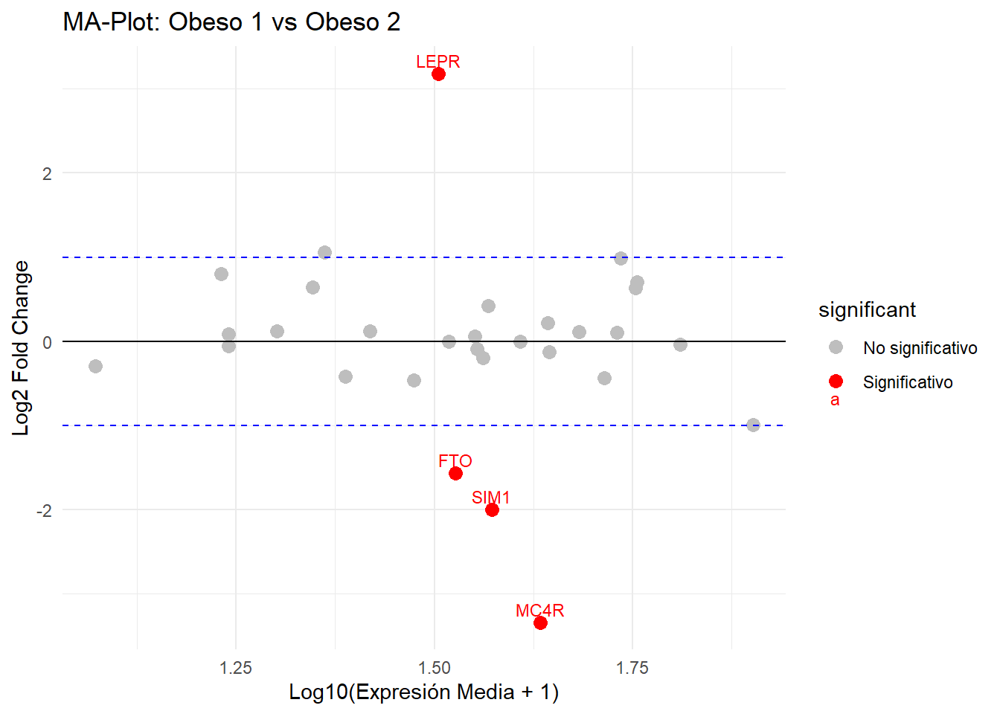 MA-Plot: Obeso 1 vs Obeso 2
LEPR
2
0
-2
Log2 Fold Change
FTO
SIM1
MC4R
1.25
1.50
1.75
Log10(Expresión Media + 1)
significant
No significativo
Significativo
a